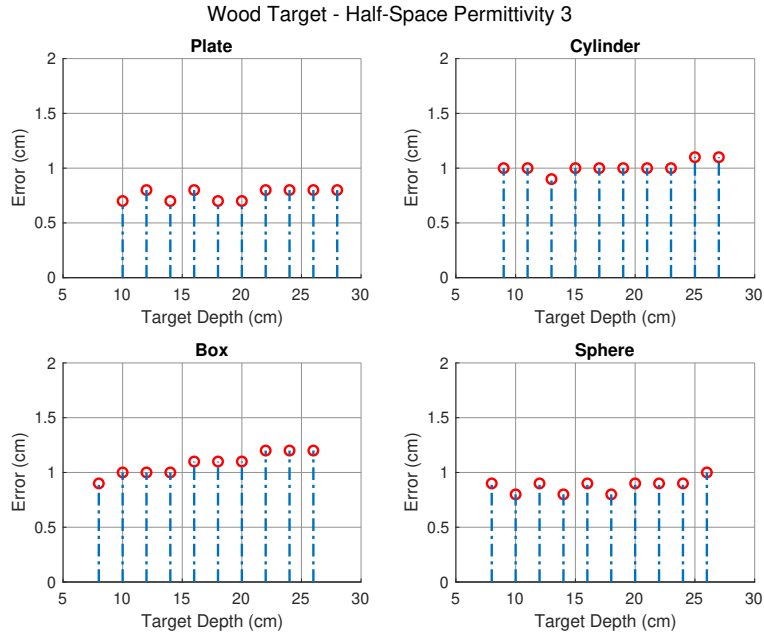 Wood Target - Half-Space Permittivity 3
Plate
2
1.5
1
0.5
0
Error (cm)
5 10 15 20 25 30
Target Depth (cm)
Cylinder
2
1.5
1
0.5
0
Error (cm)
5 10 15 20 25 30
Target Depth (cm)
Box
2
1.5
1
0.5
0
Error (cm)
5 10 15 20 25 30
Target Depth (cm)
Sphere
2
1.5
1
0.5
0
Error (cm)
5 10 15 20 25 30
Target Depth (cm)